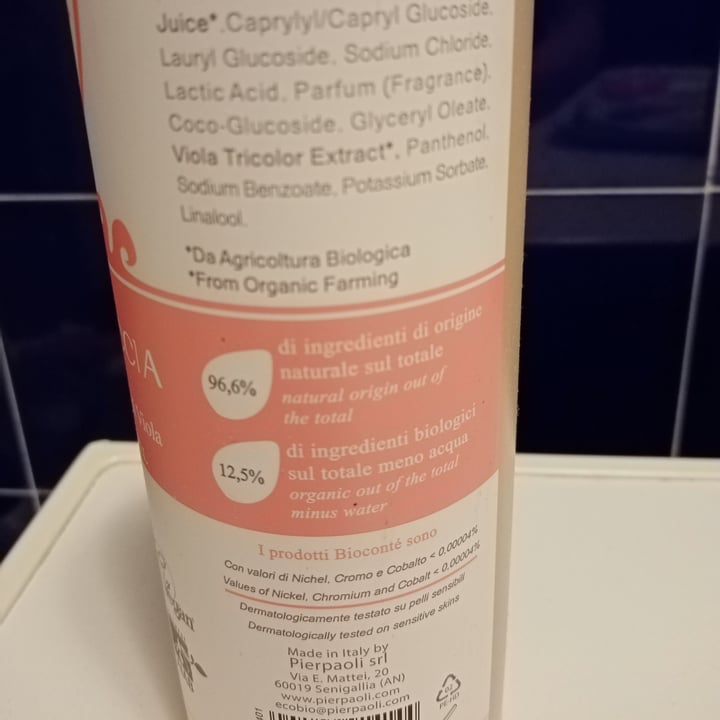 Juice*. Caprylyl/Capryl Glucoside,
Lauryl Glucoside, Sodium Chloride,
Lactic Acid, Parfum (Fragrance),
Coco-Glucoside, Glyceryl Oleate,
Viola Tricolor Extract*, Panthenol,
Sodium Benzoate, Potassium Sorbate,
Linalool.
*Da Agricoltura Biologica
*From Organic Farming
CIA
Viola
96,6%
di ingredienti di origine
naturale sul totale
natural origin out of
the total
12,5%
di ingredienti biologici
sul totale meno acqua
organic out of the total
minus water
I prodotti Bioconté sono
Con valori di Nichel, Cromo e Cobalto < 0,00004%
Values of Nickel, Chromium and Cobalt < 0,00004%
Dermatologicamente testato su pelli sensibili
Dermatologically tested on sensitive skins
Made in Italy by
Pierpaoli srl
Via E. Mattei, 20
60019 Senigallia (AN)
www.pierpaoli.com
ecobio@pierpaoli.com
02
PE-HD